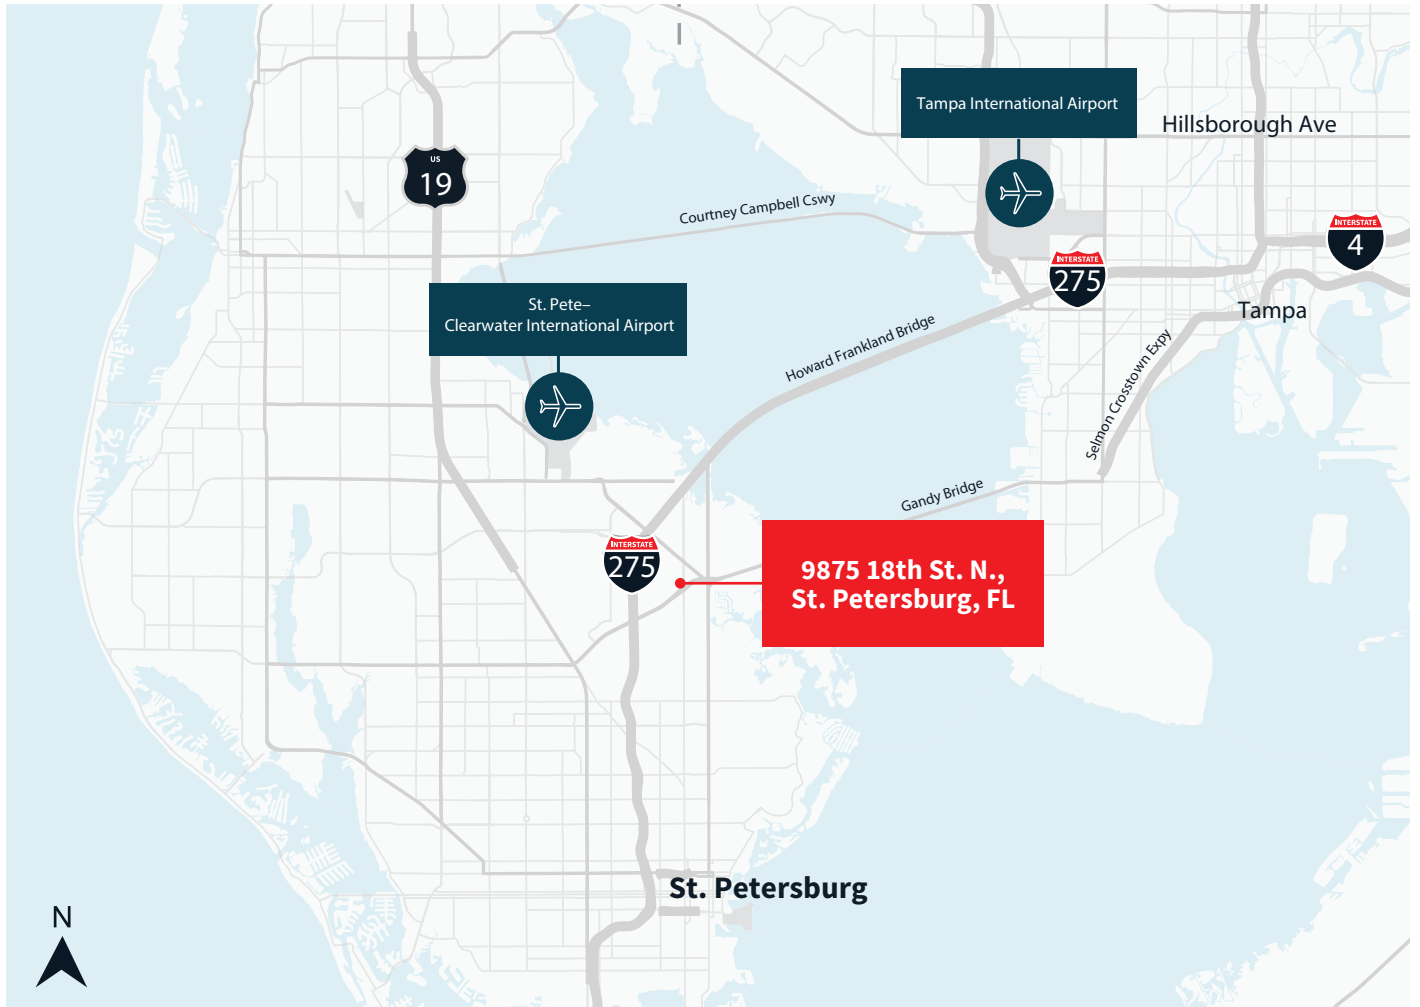 Tampa International Airport
Hillsborough Ave
US
19
Courtney Campbell Cswy
INTERSTATE
4
INTERSTATE
275
St. Pete–
Clearwater International Airport
Tampa
Howard Frankland Bridge
Selmon Crosstown Expy
Gandy Bridge
INTERSTATE
275
9875 18th St. N.,
St. Petersburg, FL
St. Petersburg
N